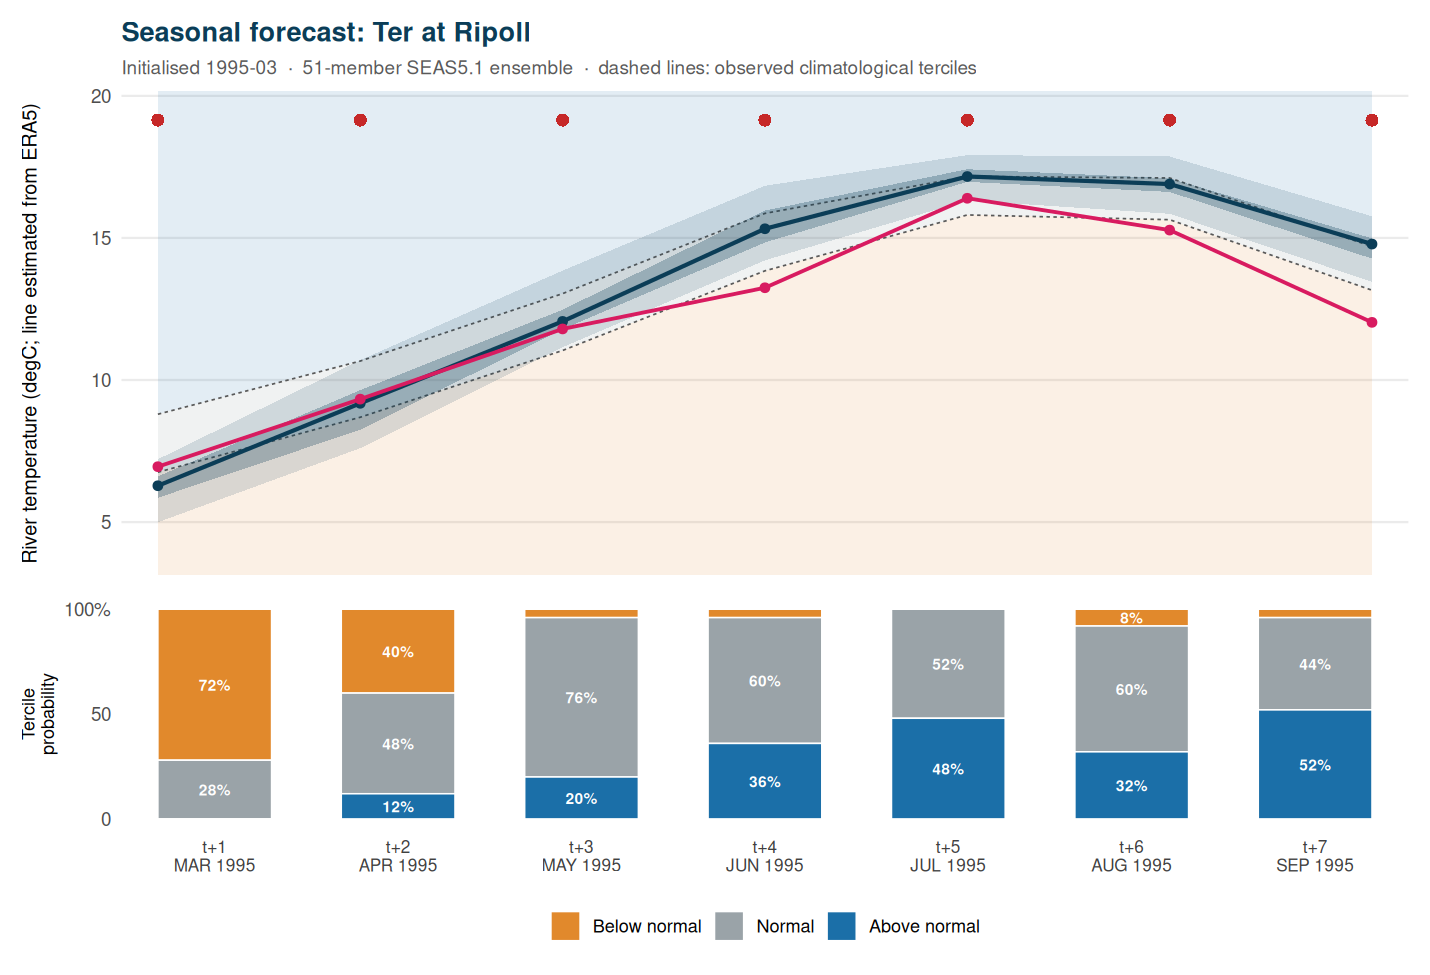 Seasonal forecast: Ter at Ripoll
Initialised 1995-03 · 51-member SEAS5.1 ensemble · dashed lines: observed climatological terciles
River temperature (degC; line estimated from ERA5)
20
15
10
5
Tercile
probability
100%
50
0
72%
28%
40%
48%
12%
76%
20%
60%
36%
52%
48%
8%
60%
32%
44%
52%
t+1
MAR 1995
t+2
APR 1995
t+3
MAY 1995
t+4
JUN 1995
t+5
JUL 1995
t+6
AUG 1995
t+7
SEP 1995
Below normal
Normal
Above normal